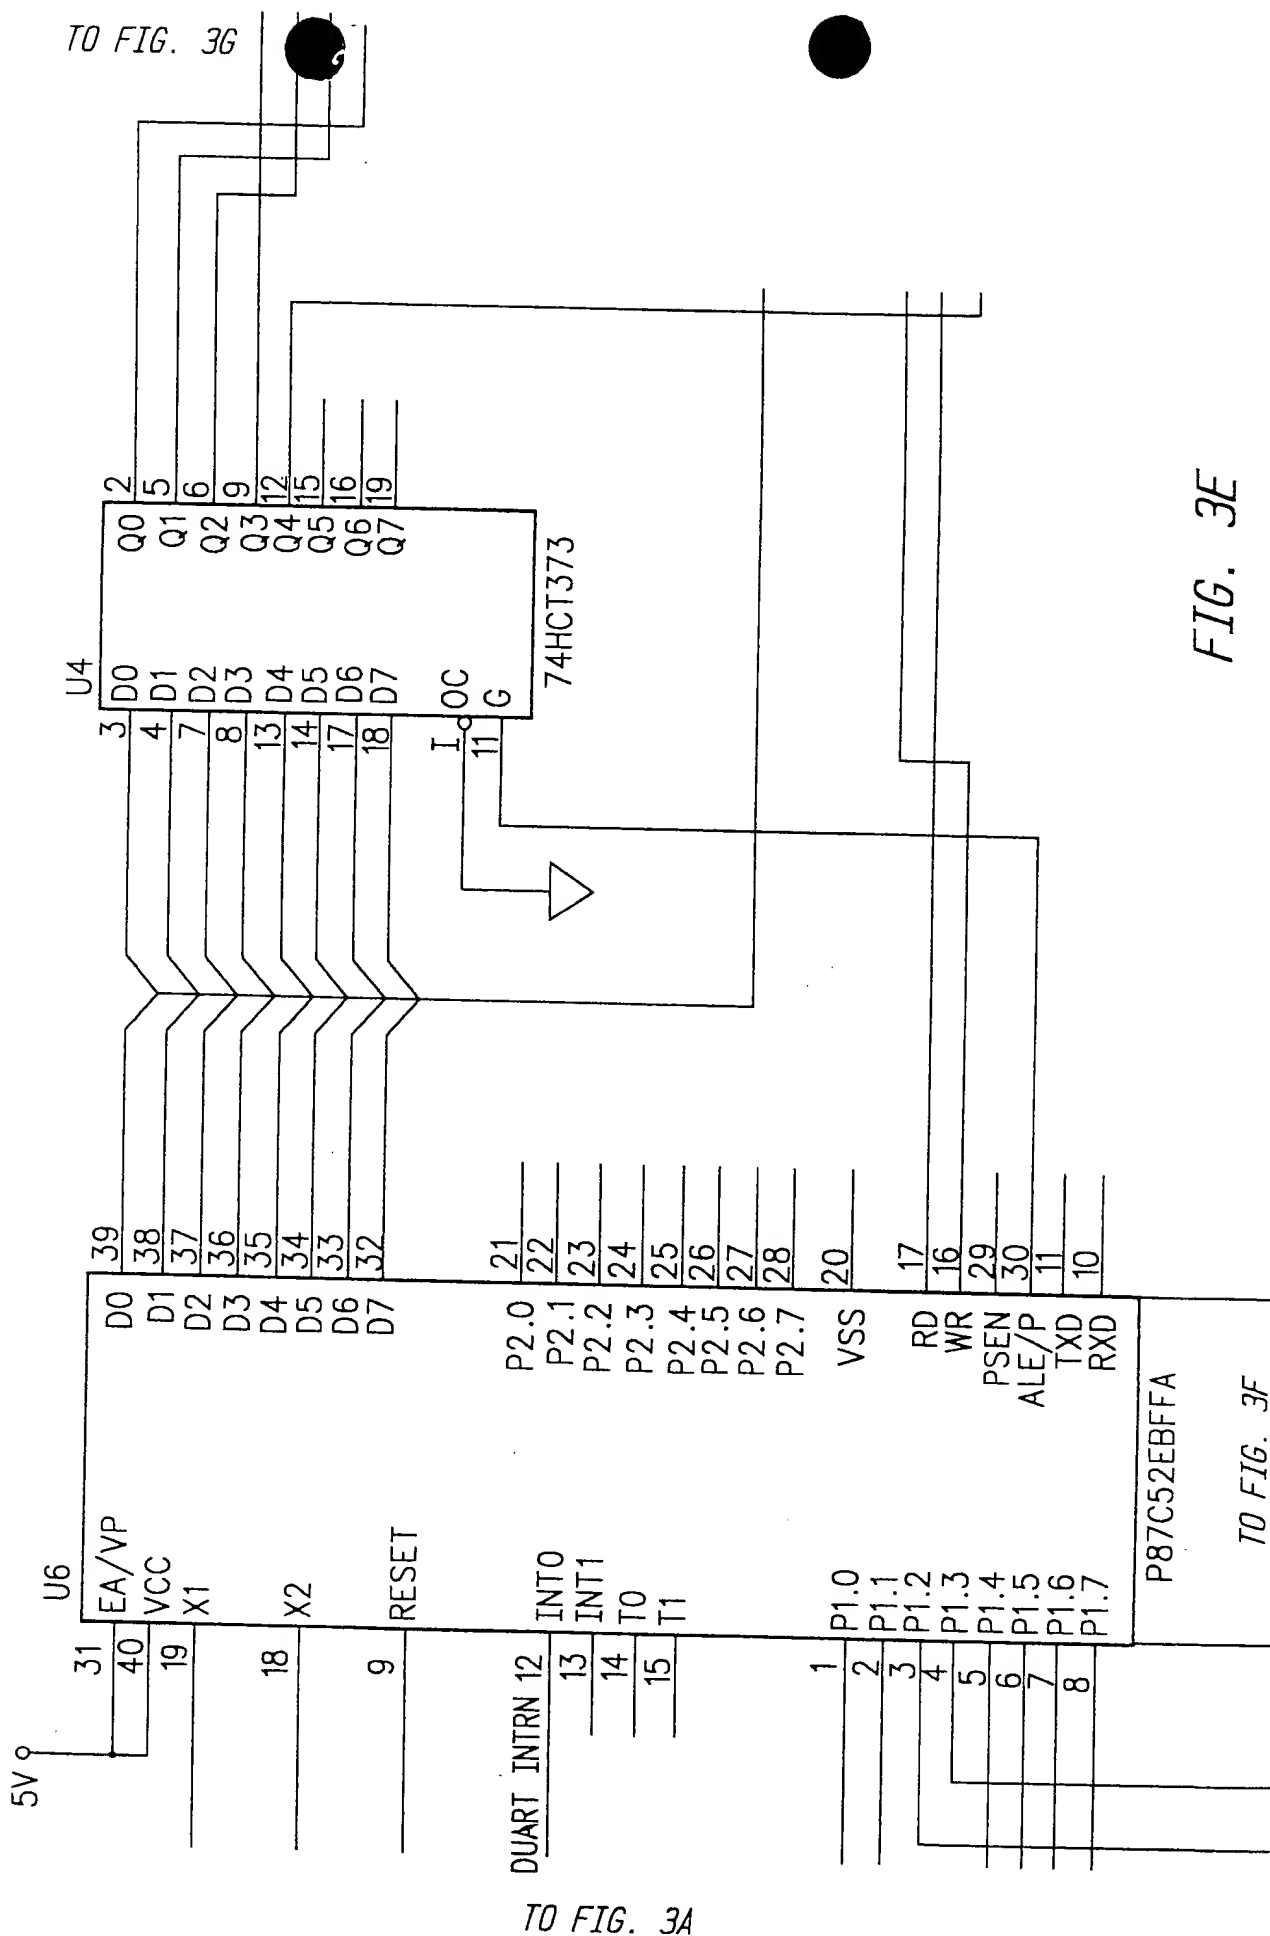 TO FIG. 3G
U4
D0 3
D1 4
D2 7
D3 8
D4 13
D5 14
D6 17
D7 18
OC I
G 11
Q0 2
Q1 5
Q2 6
Q3 9
Q4 12
Q5 15
Q6 16
Q7 19
74HCT373
5V
U6
31 EA/VP
40 VCC
19 X1
18 X2
9 RESET
DUART INTRN 12 INT0
13 INT1
14 T0
15 T1
1 P1.0
2 P1.1
3 P1.2
4 P1.3
5 P1.4
6 P1.5
7 P1.6
8 P1.7
D0 39
D1 38
D2 37
D3 36
D4 35
D5 34
D6 33
D7 32
P2.0 21
P2.1 22
P2.2 23
P2.3 24
P2.4 25
P2.5 26
P2.6 27
P2.7 28
VSS 20
RD 17
WR 16
PSEN 29
ALE/P 30
TXD 11
RXD 10
P87C52EBFFA
TO FIG. 3A
TO FIG. 3F
FIG. 3E